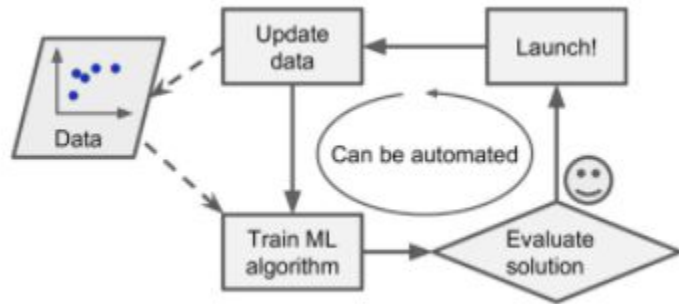 Update
data
Launch!
Data
Can be automated
Train ML
algorithm
Evaluate
solution